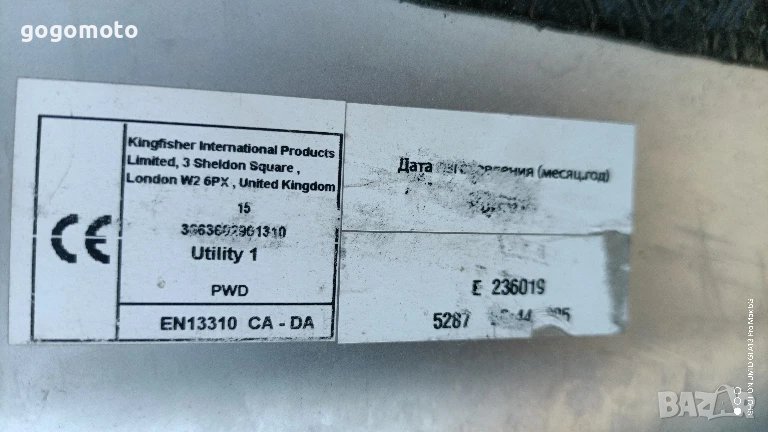 gogomoto
Kingfisher International Products
Limited, 3 Sheldon Square,
London W2 6PX, United Kingdom
15
CE
Utility 1
PWD
EN13310 CA - DA
Дата (месяц,год)
E 236019
5287
BAZAR